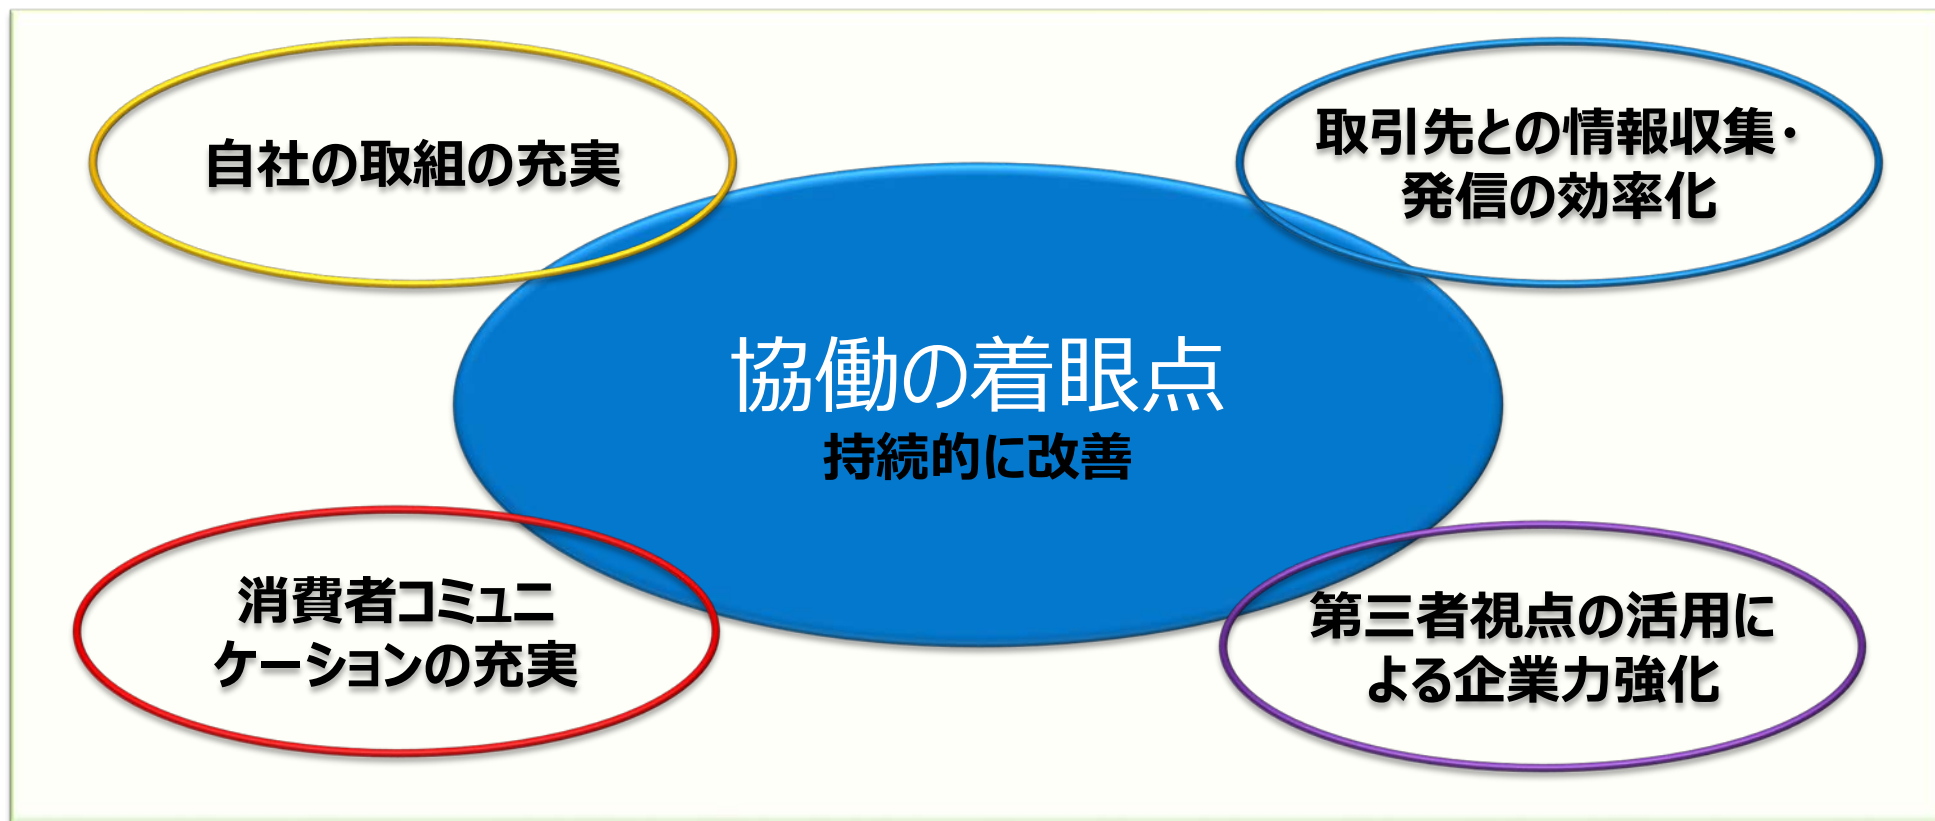 自社の取組の充実
取引先との情報収集・
発信の効率化
協働の着眼点
持続的に改善
消費者コミュニ
ケーションの充実
第三者視点の活用に
よる企業力強化